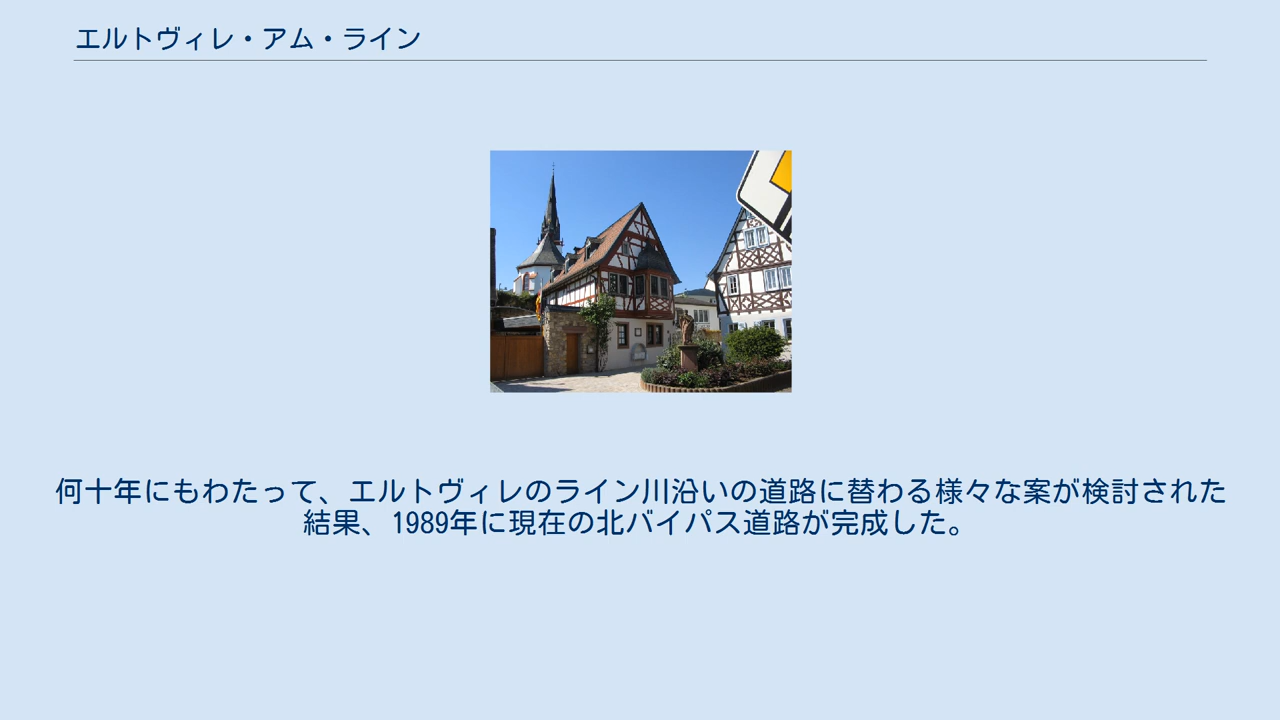 エルトヴィレ・アム・ライン
何十年にもわたって、エルトヴィレのライン川沿いの道路に替わる様々な案が検討された
結果、1989年に現在の北バイパス道路が完成した。